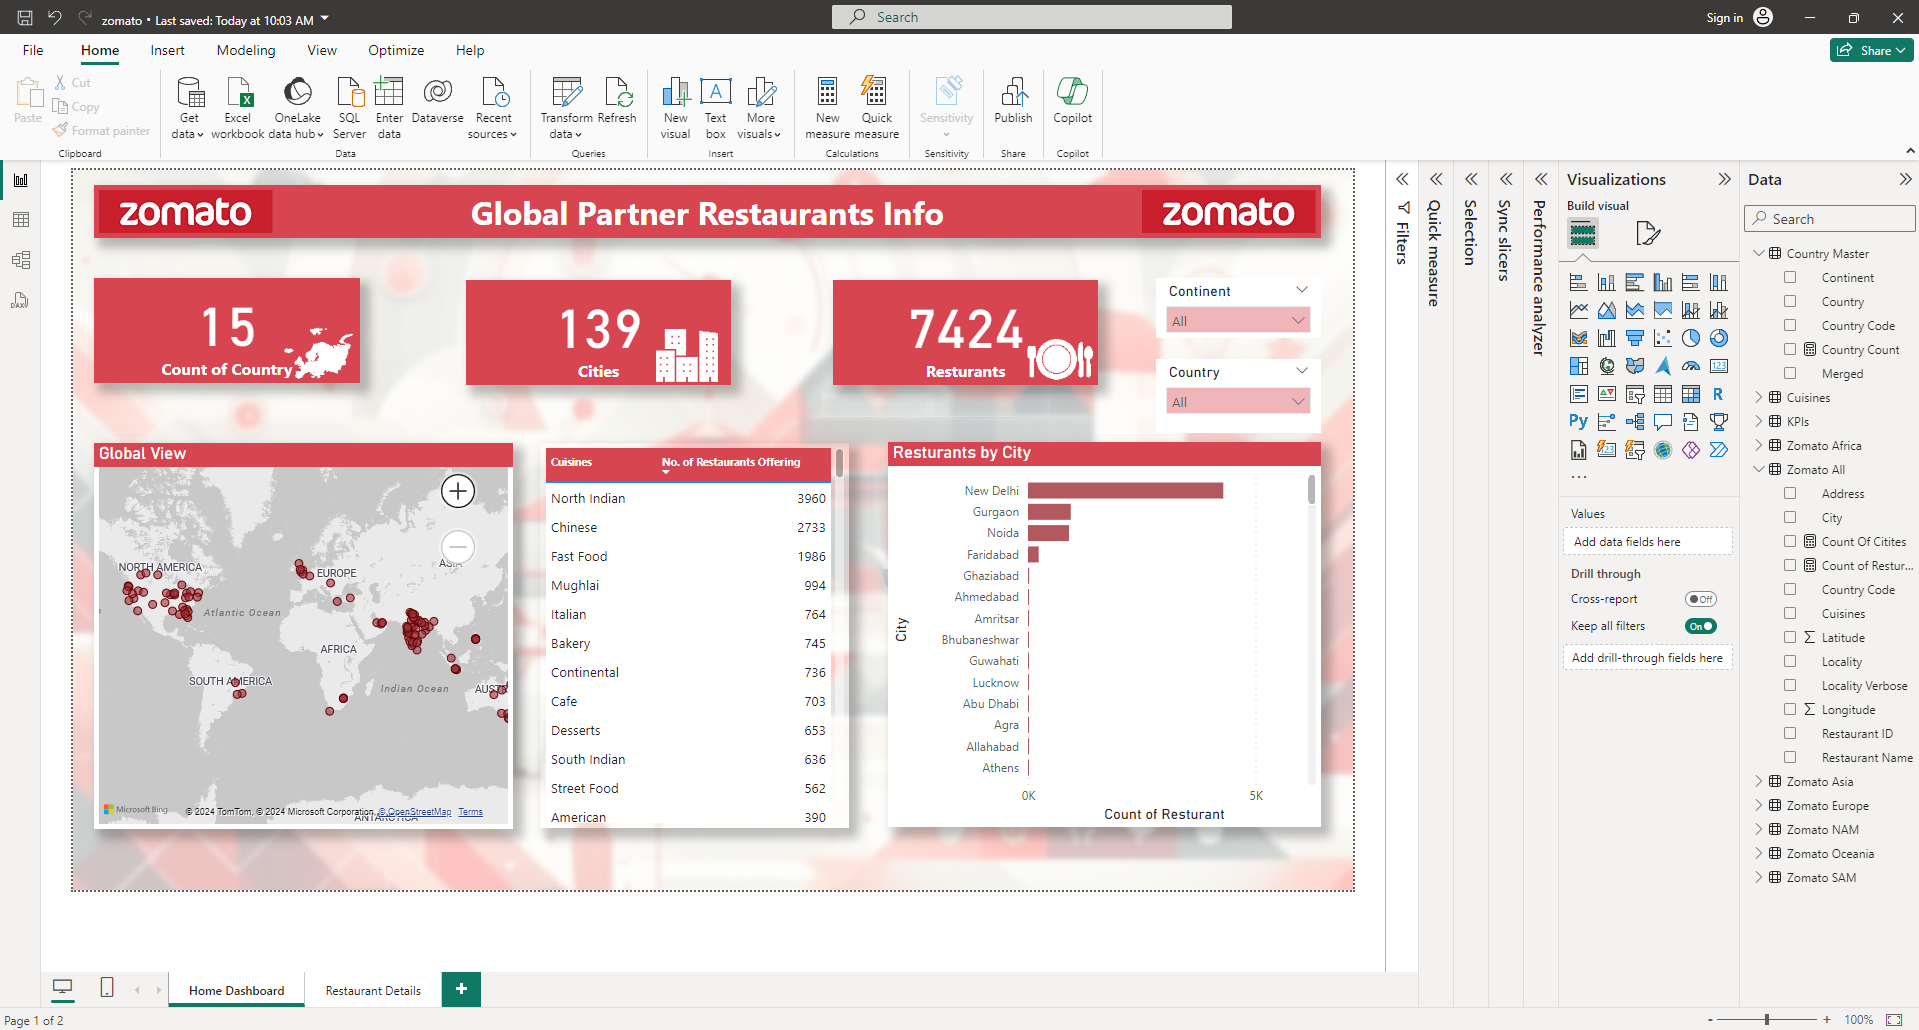 zomato • Last saved: Today at 10:03 AM
Search
Sign in
File
Home
Insert
Modeling
View
Optimize
Help
Share
Paste
Cut
Copy
Format painter
Clipboard
Get data
Excel workbook
OneLake data hub
SQL Server
Enter data
Dataverse
Recent sources
Data
Transform data
Refresh
Queries
New visual
Text box
A
More visuals
Insert
New measure
Quick measure
Calculations
Sensitivity
Sensitivity
Publish
Share
Copilot
Copilot
DAX
zomato
Global Partner Restaurants Info
zomato
15
Count of Country
139
Cities
7424
Resturants
Continent
All
Country
All
Global View
NORTH AMERICA
EUROPE
Atlantic Ocean
AFRICA
SOUTH AMERICA
Indian Ocean
Microsoft Bing
© 2024 TomTom, © 2024 Microsoft Corporation, © OpenStreetMap Terms
ANTARCTICA
Cuisines No. of Restaurants Offering
North Indian 3960
Chinese 2733
Fast Food 1986
Mughlai 994
Italian 764
Bakery 745
Continental 736
Cafe 703
Desserts 653
South Indian 636
Street Food 562
American 390
Resturants by City
City
New Delhi
Gurgaon
Noida
Faridabad
Ghaziabad
Ahmedabad
Amritsar
Bhubaneshwar
Guwahati
Lucknow
Abu Dhabi
Agra
Allahabad
Athens
0K 5K
Count of Resturant
Filters
Quick measure
Selection
Sync slicers
Performance analyzer
Visualizations
Build visual
123
R
Py
123
...
Values
Add data fields here
Drill through
Cross-report
Off
Keep all filters
On
Add drill-through fields here
Data
Search
Country Master
Continent
Country
Country Code
Country Count
Merged
Cuisines
KPIs
Zomato Africa
Zomato All
Address
City
Count Of Citites
Count of Restur...
Country Code
Cuisines
Latitude
Locality
Locality Verbose
Longitude
Restaurant ID
Restaurant Name
Zomato Asia
Zomato Europe
Zomato NAM
Zomato Oceania
Zomato SAM
Home Dashboard
Restaurant Details
+
Page 1 of 2
- + 100%